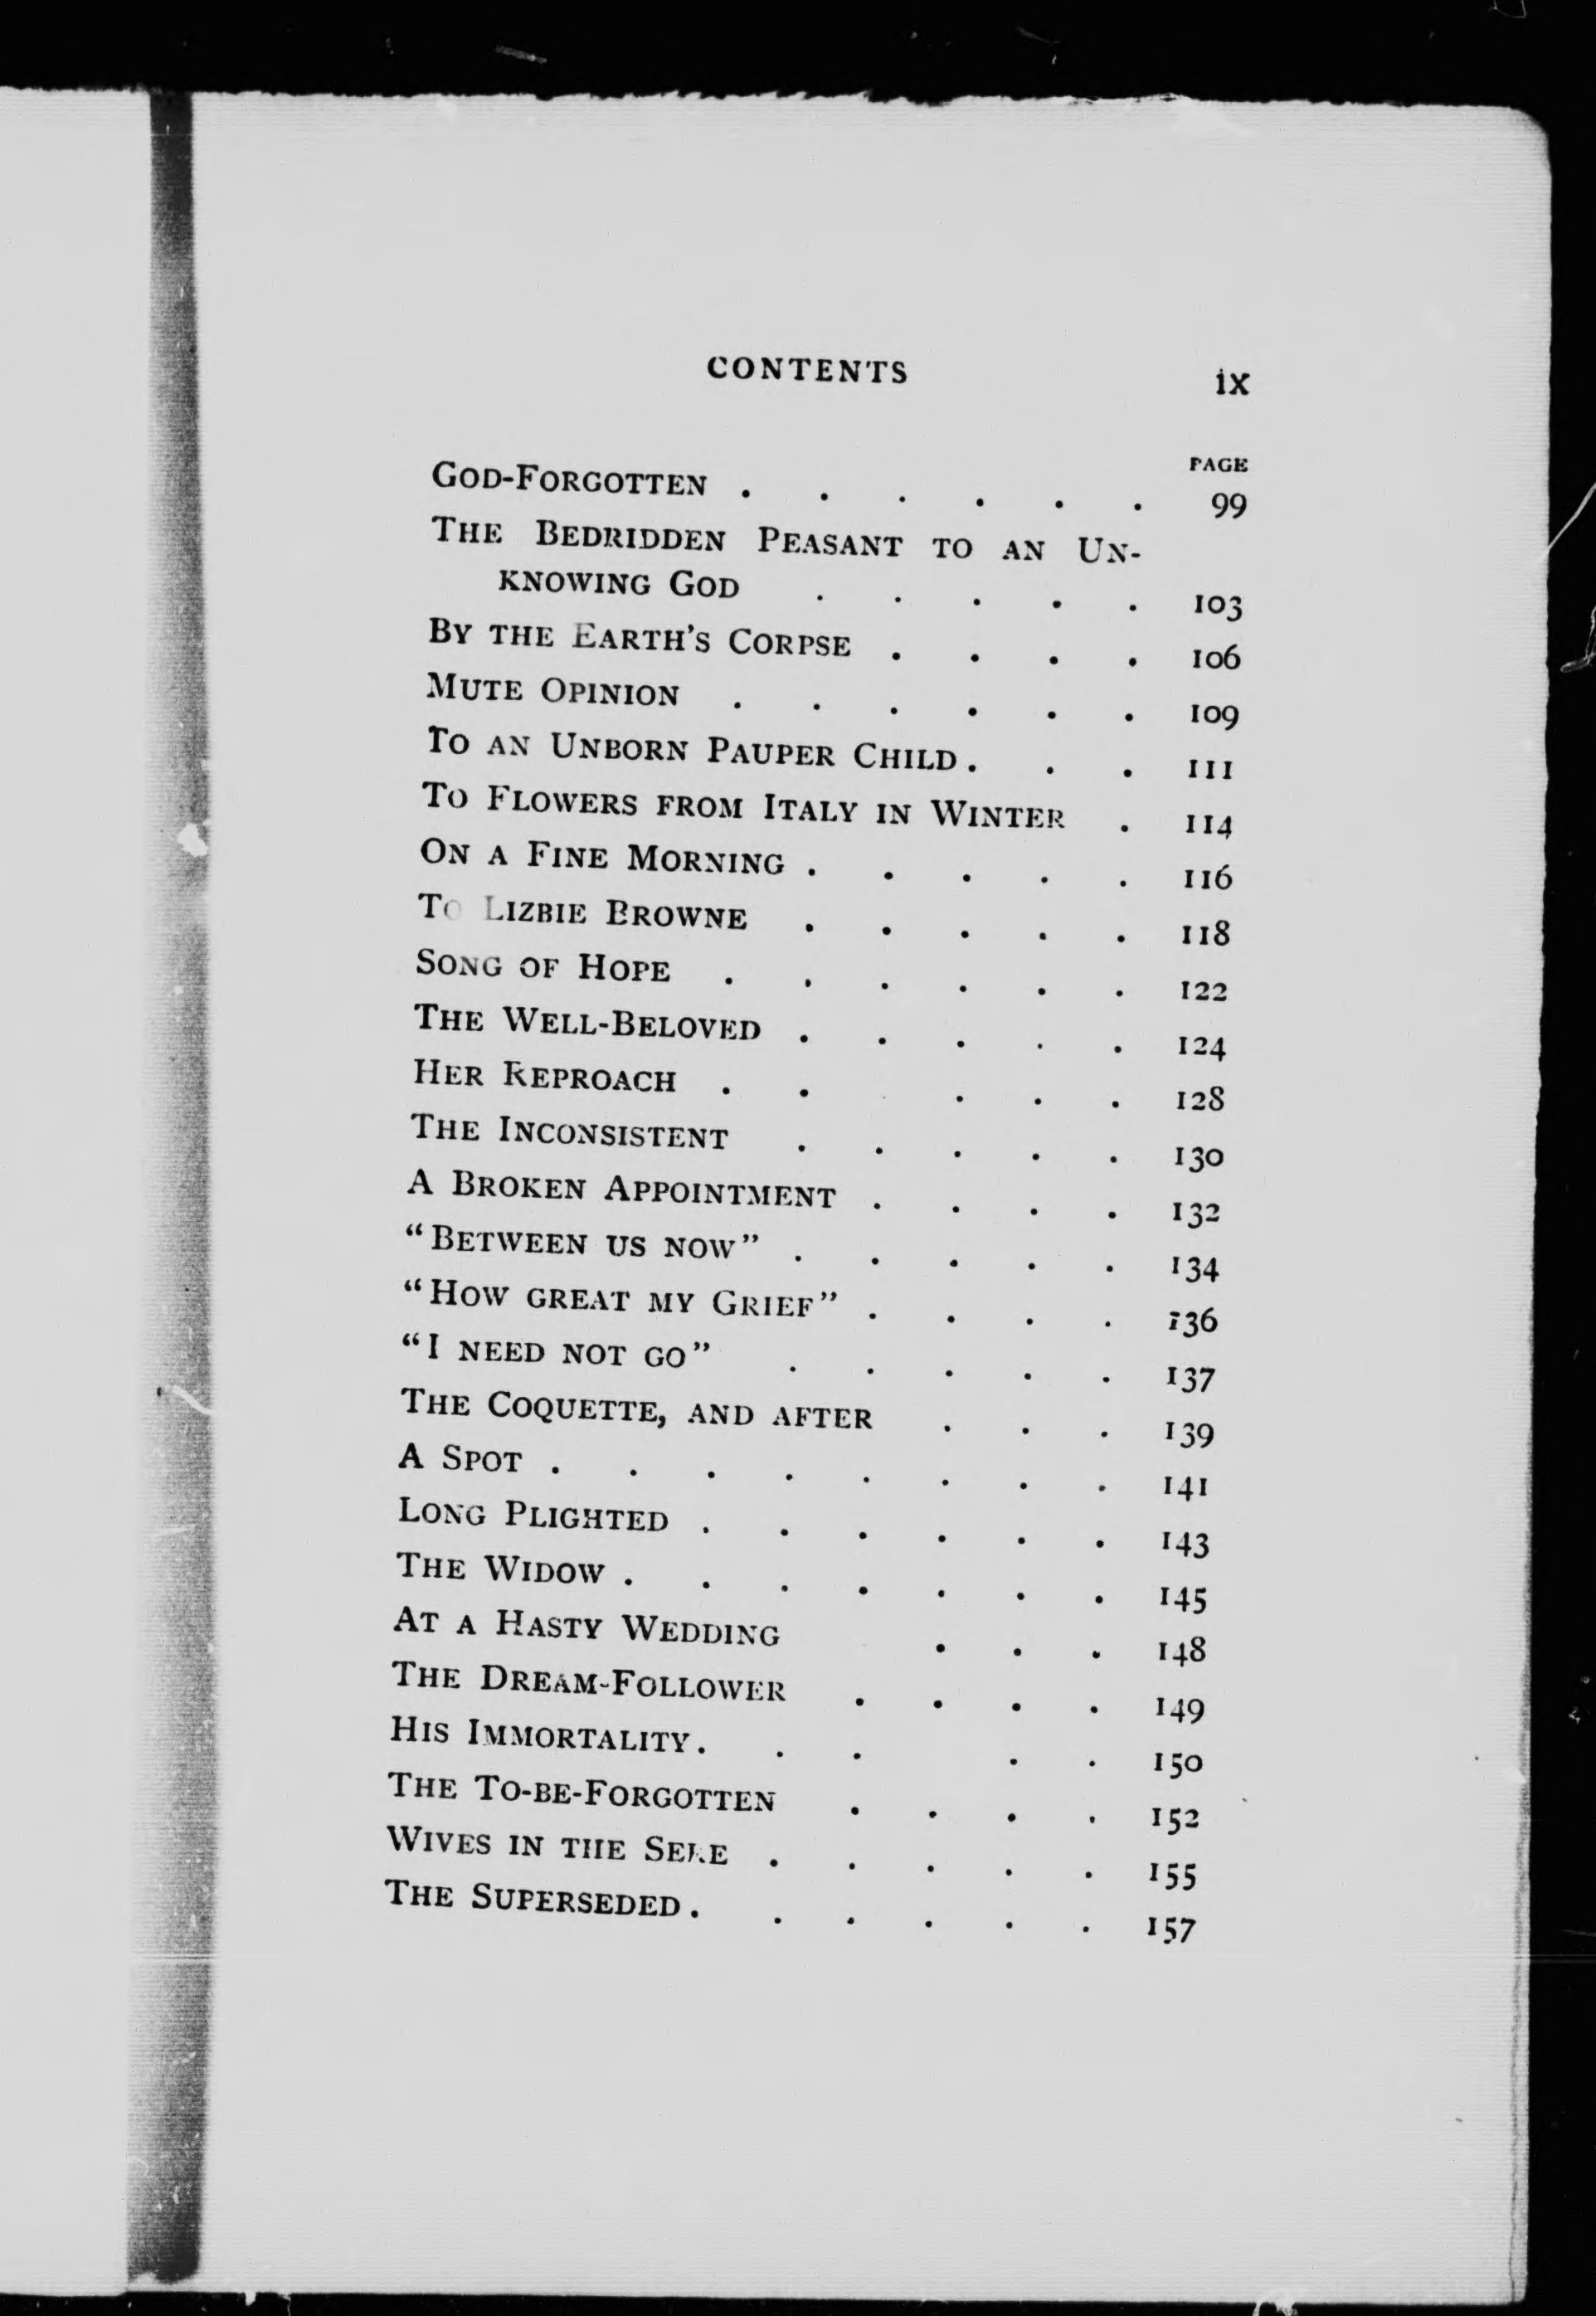 CONTENTS ix
PAGE
GOD-FORGOTTEN . . . . . . 99
THE BEDRIDDEN PEASANT TO AN UN-
KNOWING GOD . . . . . 103
BY THE EARTH'S CORPSE . . . . 106
MUTE OPINION . . . . . . 109
TO AN UNBORN PAUPER CHILD . . . 111
TO FLOWERS FROM ITALY IN WINTER . 114
ON A FINE MORNING . . . . . 116
TO LIZBIE BROWNE . . . . . 118
SONG OF HOPE . . . . . . 122
THE WELL-BELOVED . . . . . 124
HER REPROACH . . . . . 128
THE INCONSISTENT . . . . . 130
A BROKEN APPOINTMENT . . . . 132
"BETWEEN US NOW" . . . . . 134
"HOW GREAT MY GRIEF" . . . . 136
"I NEED NOT GO" . . . . . 137
THE COQUETTE, AND AFTER . . . 139
A SPOT . . . . . . . . 141
LONG PLIGHTED . . . . . . 143
THE WIDOW . . . . . . . 145
AT A HASTY WEDDING . . . 148
THE DREAM-FOLLOWER . . . . 149
HIS IMMORTALITY . . . . . 150
THE TO-BE-FORGOTTEN . . . . 152
WIVES IN THE SERE . . . . . 155
THE SUPERSEDED . . . . . . 157